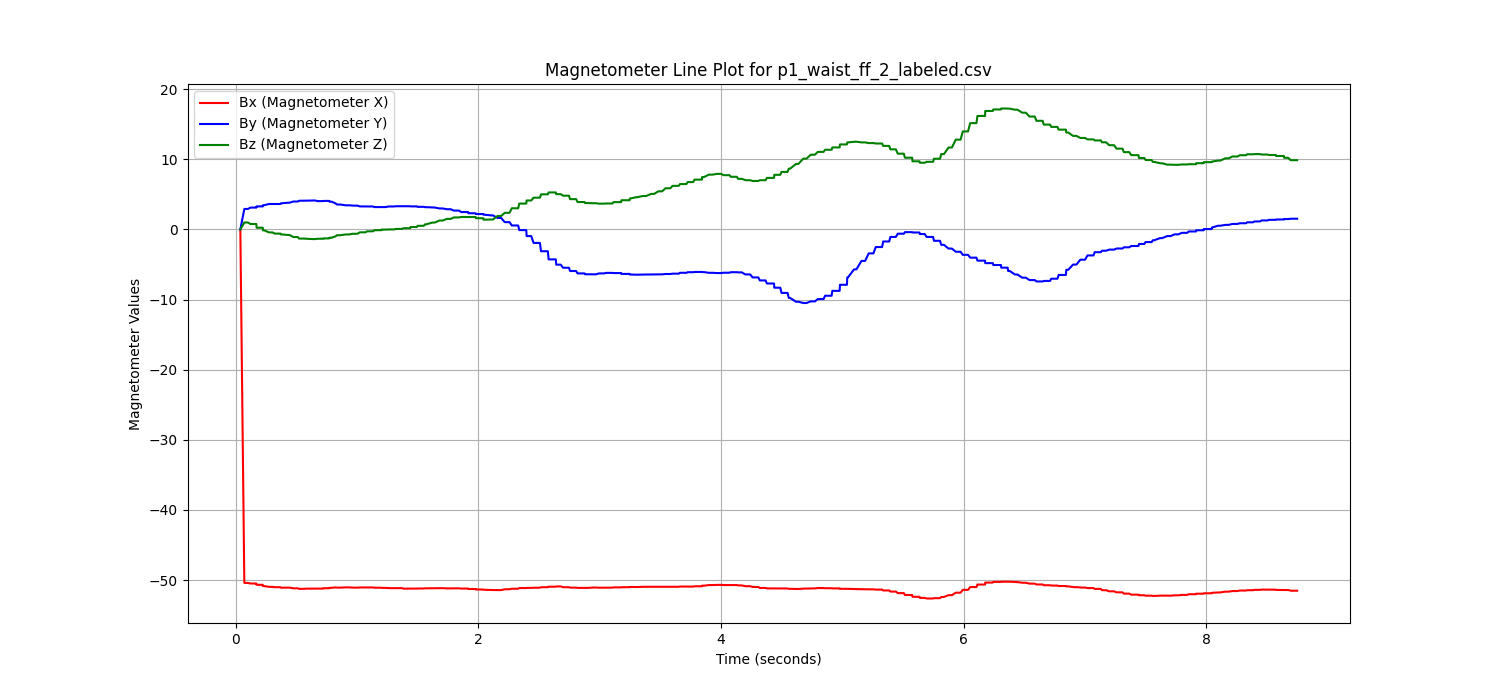 Magnetometer Line Plot for p1_waist_ff_2_labeled.csv
Bx (Magnetometer X)
By (Magnetometer Y)
Bz (Magnetometer Z)
Magnetometer Values
20
10
0
−10
−20
−30
−40
−50
0 2 4 6 8
Time (seconds)